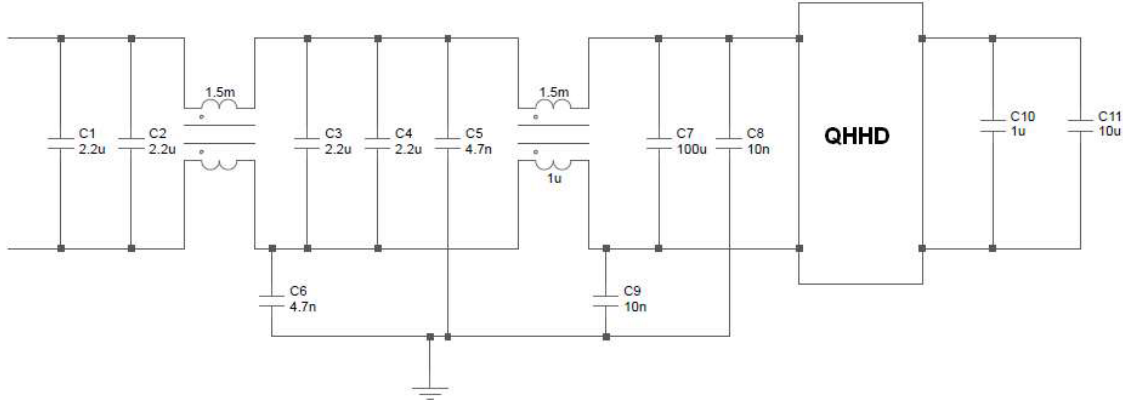 1.5m
1.5m
C1
2.2u
C2
2.2u
C3
2.2u
C4
2.2u
C5
4.7n
1u
C7
100u
C8
10n
QHHD
C10
1u
C11
10u
C6
4.7n
C9
10n